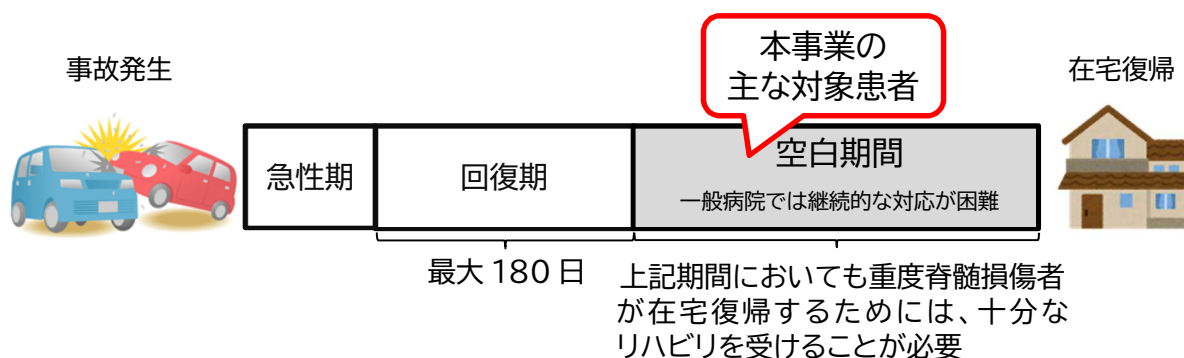 本事業の
主な対象患者
事故発生
在宅復帰
急性期
回復期
空白期間
一般病院では継続的な対応が困難
最大 180 日
上記期間においても重度脊髄損傷者
が在宅復帰するためには、十分な
リハビリを受けることが必要